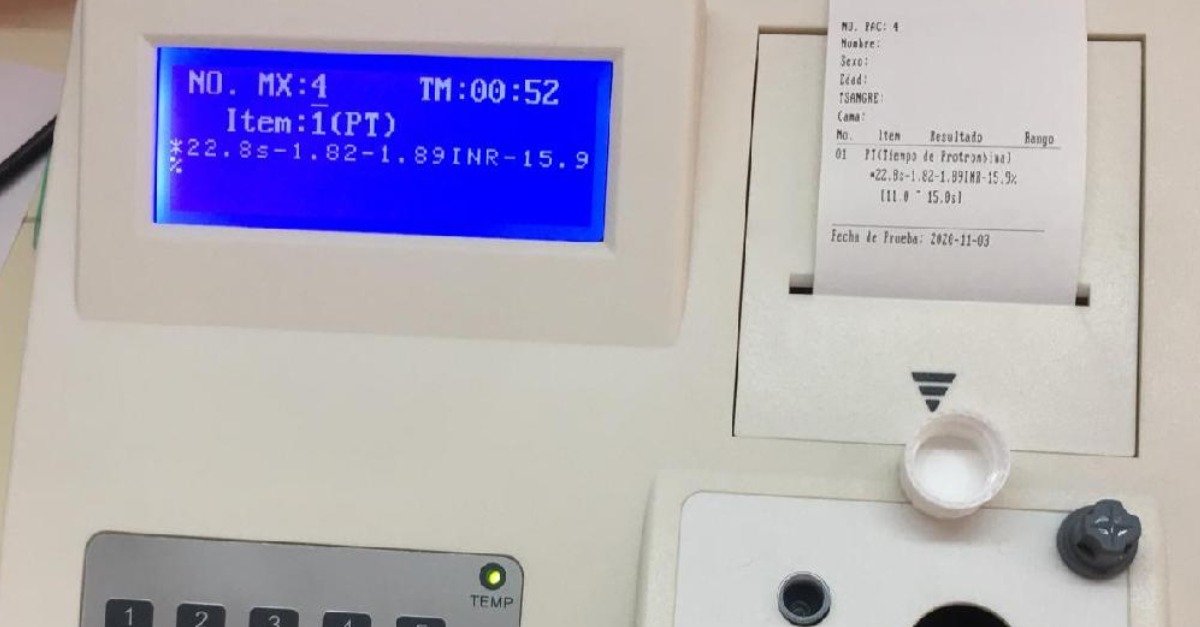 NO. MX:4 TM:00:52
Item:1(PT)
*22.8s-1.82-1.89INR-15.9
%
NO. PAC: 4
Nombre:
Sexo:
Edad:
TSANGRE:
Cama:
No. Item Resultado Rango
01 PT(Tiempo de Protrombina)
*22.8s-1.82-1.89INR-15.9%
[11.0 ~ 15.0s]
Fecha de Prueba: 2020-11-03
TEMP
1 2 3 4 5